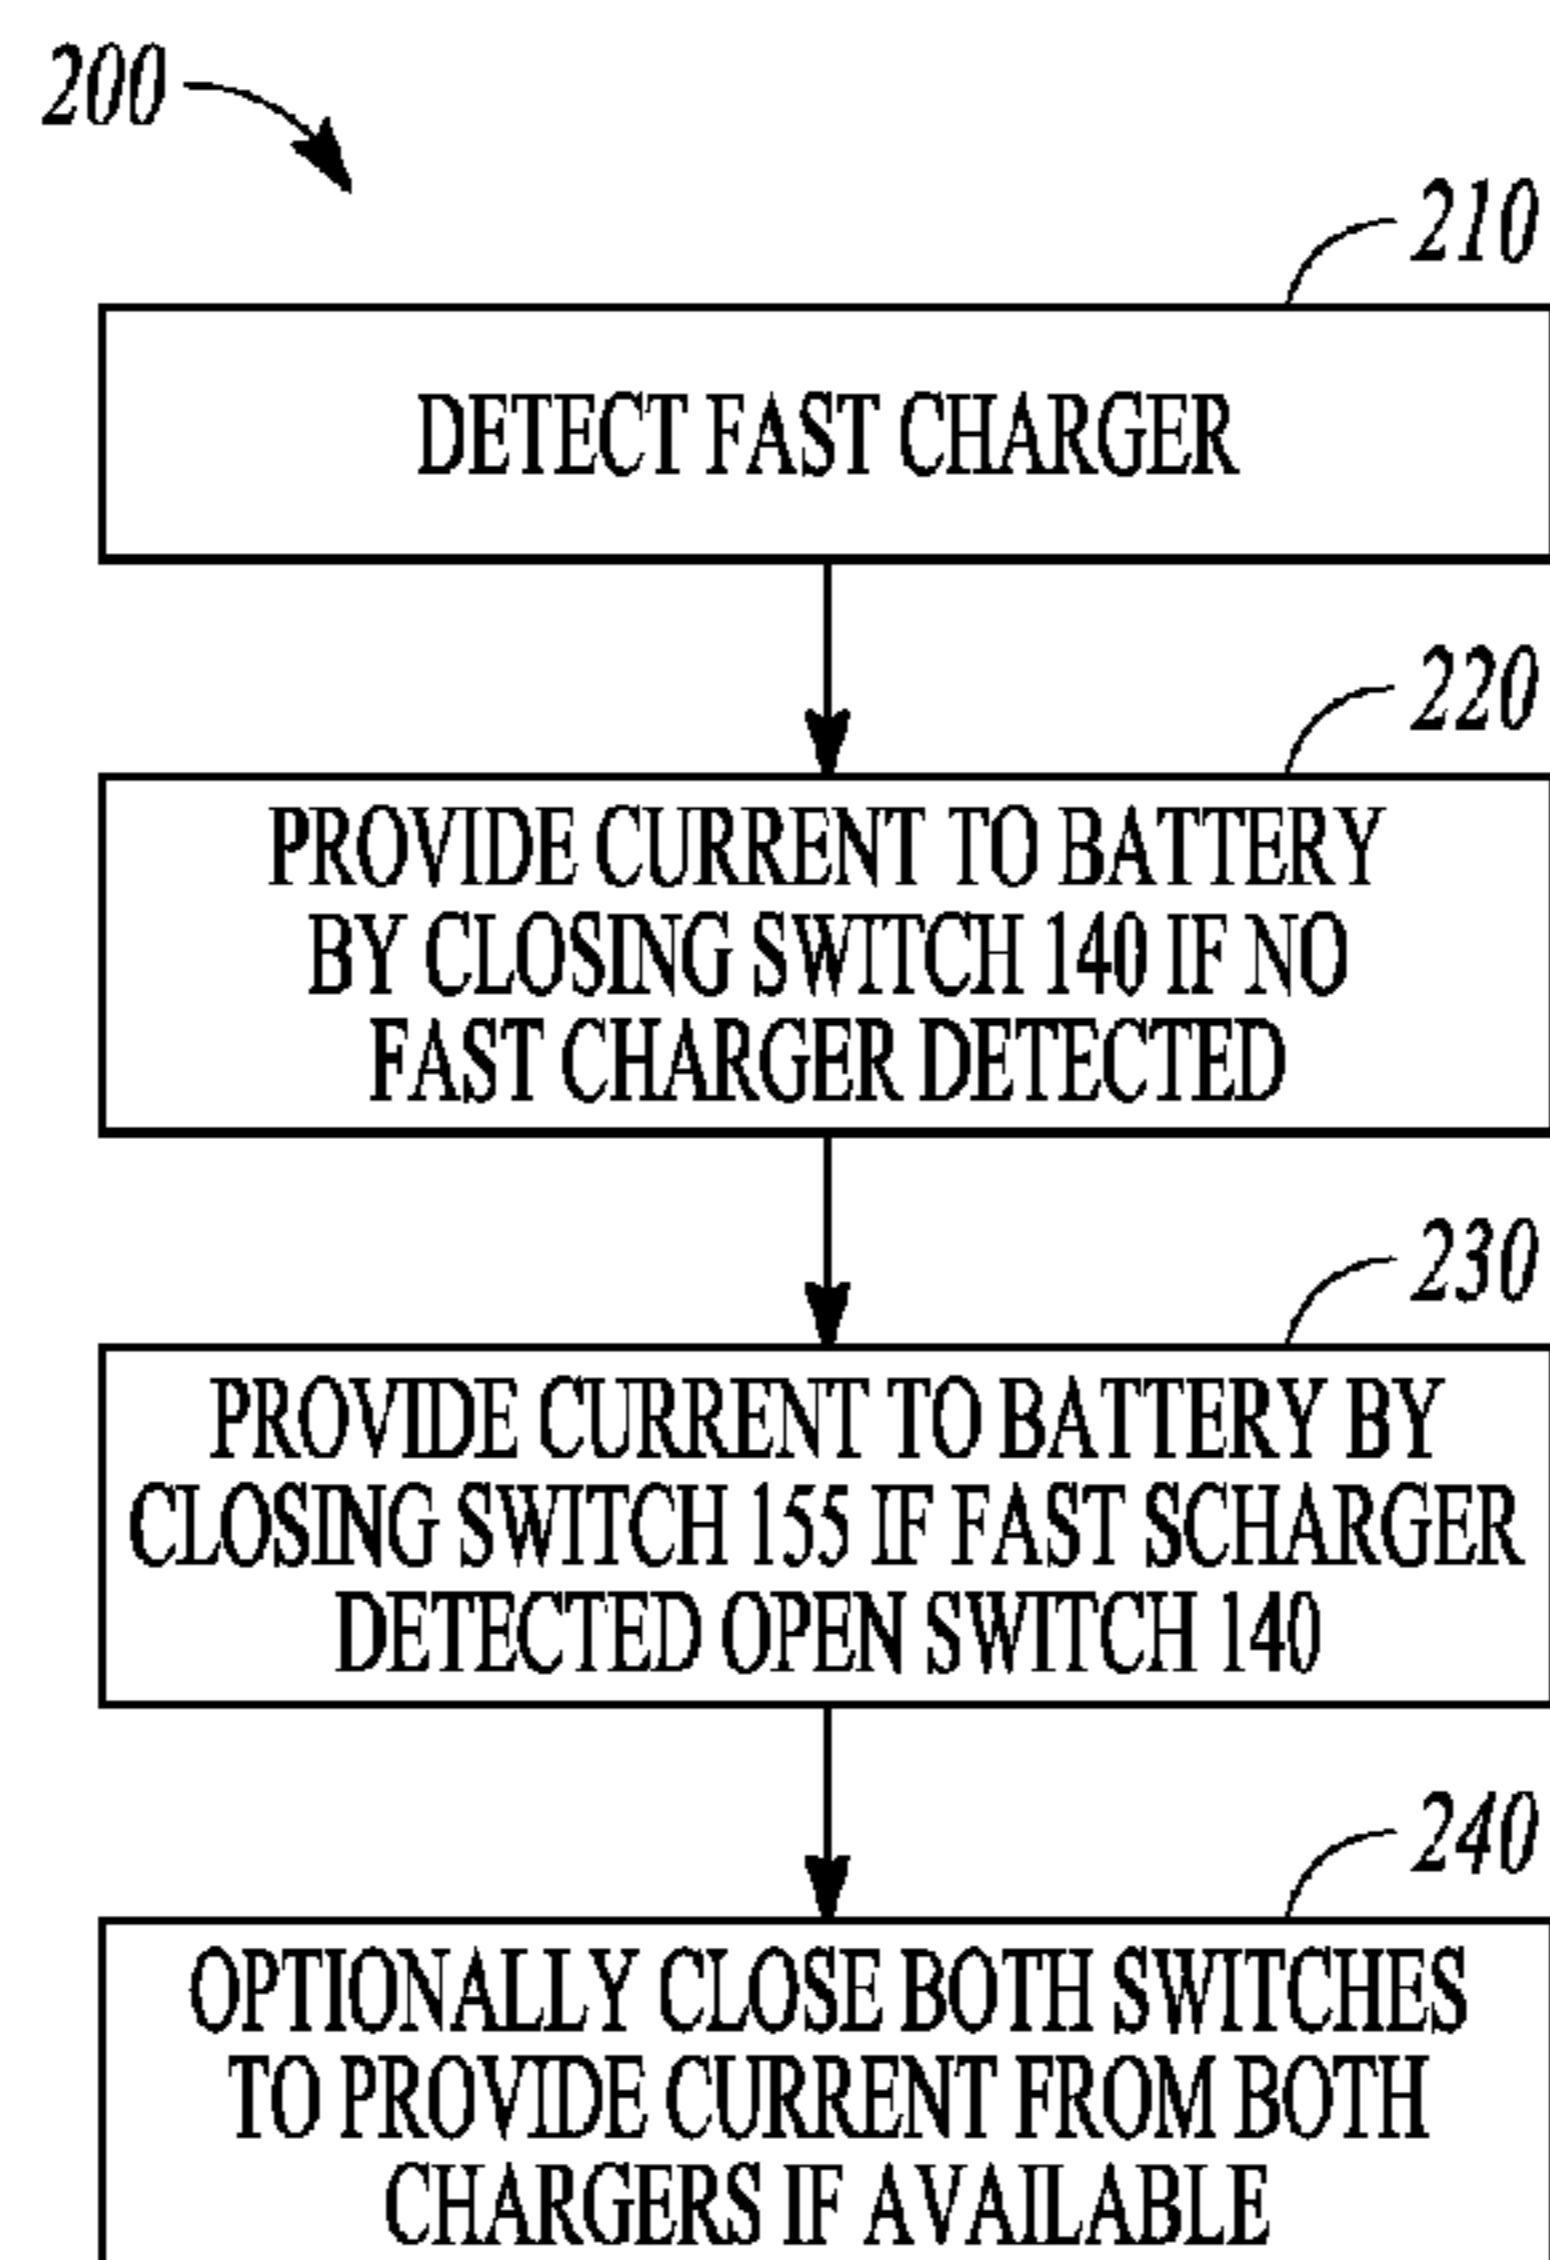 200
210
DETECT FAST CHARGER
220
PROVIDE CURRENT TO BATTERY
BY CLOSING SWITCH 140 IF NO
FAST CHARGER DETECTED
230
PROVIDE CURRENT TO BATTERY BY
CLOSING SWITCH 155 IF FAST SCHARGER
DETECTED OPEN SWITCH 140
240
OPTIONALLY CLOSE BOTH SWITCHES
TO PROVIDE CURRENT FROM BOTH
CHARGERS IF AVAILABLE